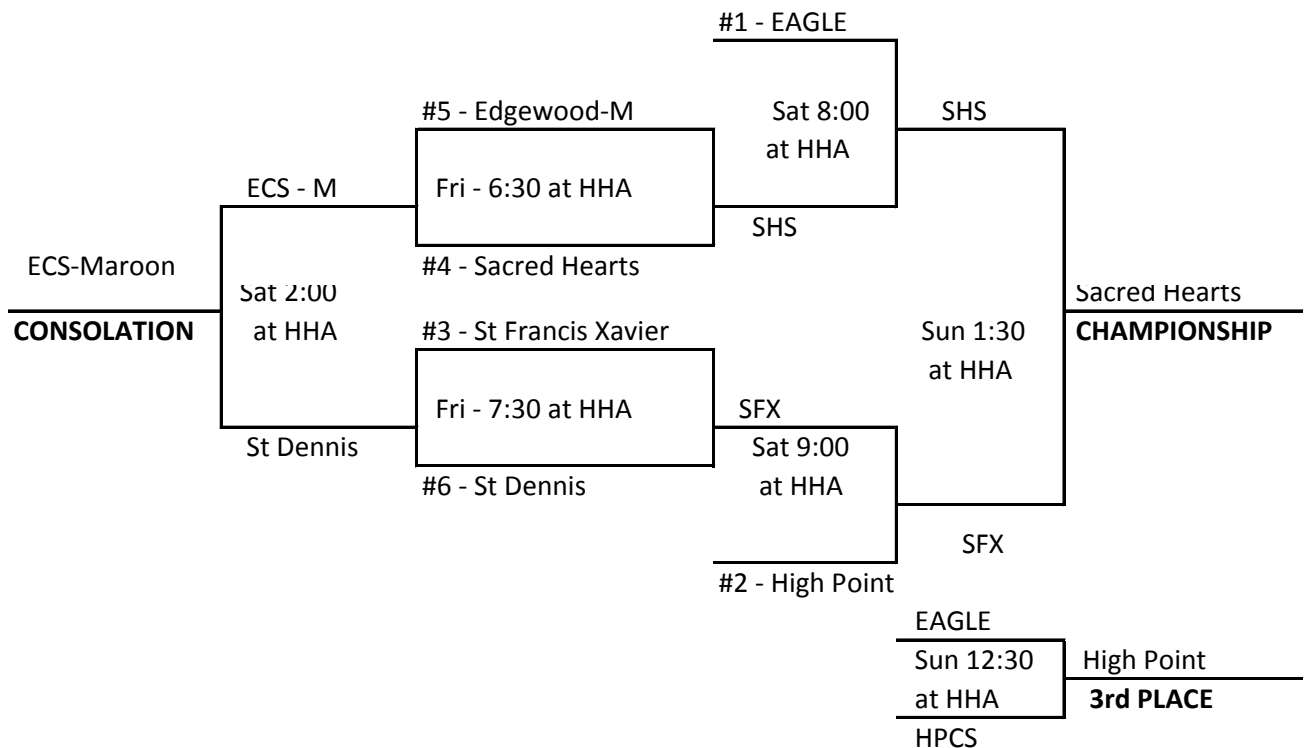 #1 - EAGLE
#5 - Edgewood-M
Sat 8:00
at HHA
SHS
ECS - M
Fri - 6:30 at HHA
SHS
ECS-Maroon
#4 - Sacred Hearts
Sat 2:00
at HHA
Sacred Hearts
CONSOLATION
#3 - St Francis Xavier
Sun 1:30
at HHA
CHAMPIONSHIP
Fri - 7:30 at HHA
SFX
St Dennis
Sat 9:00
at HHA
#6 - St Dennis
SFX
#2 - High Point
EAGLE
Sun 12:30
at HHA
High Point
3rd PLACE
HPCS